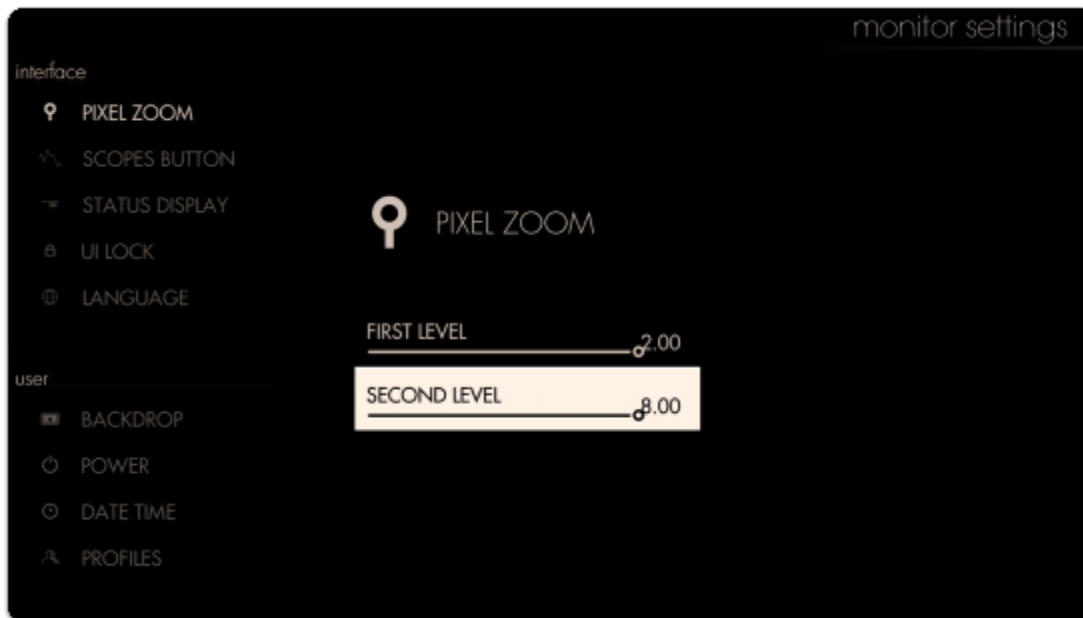 monitor settings
interface
PIXEL ZOOM
SCOPES BUTTON
STATUS DISPLAY
UI LOCK
LANGUAGE
user
BACKDROP
POWER
DATE TIME
PROFILES
PIXEL ZOOM
FIRST LEVEL 2.00
SECOND LEVEL 8.00